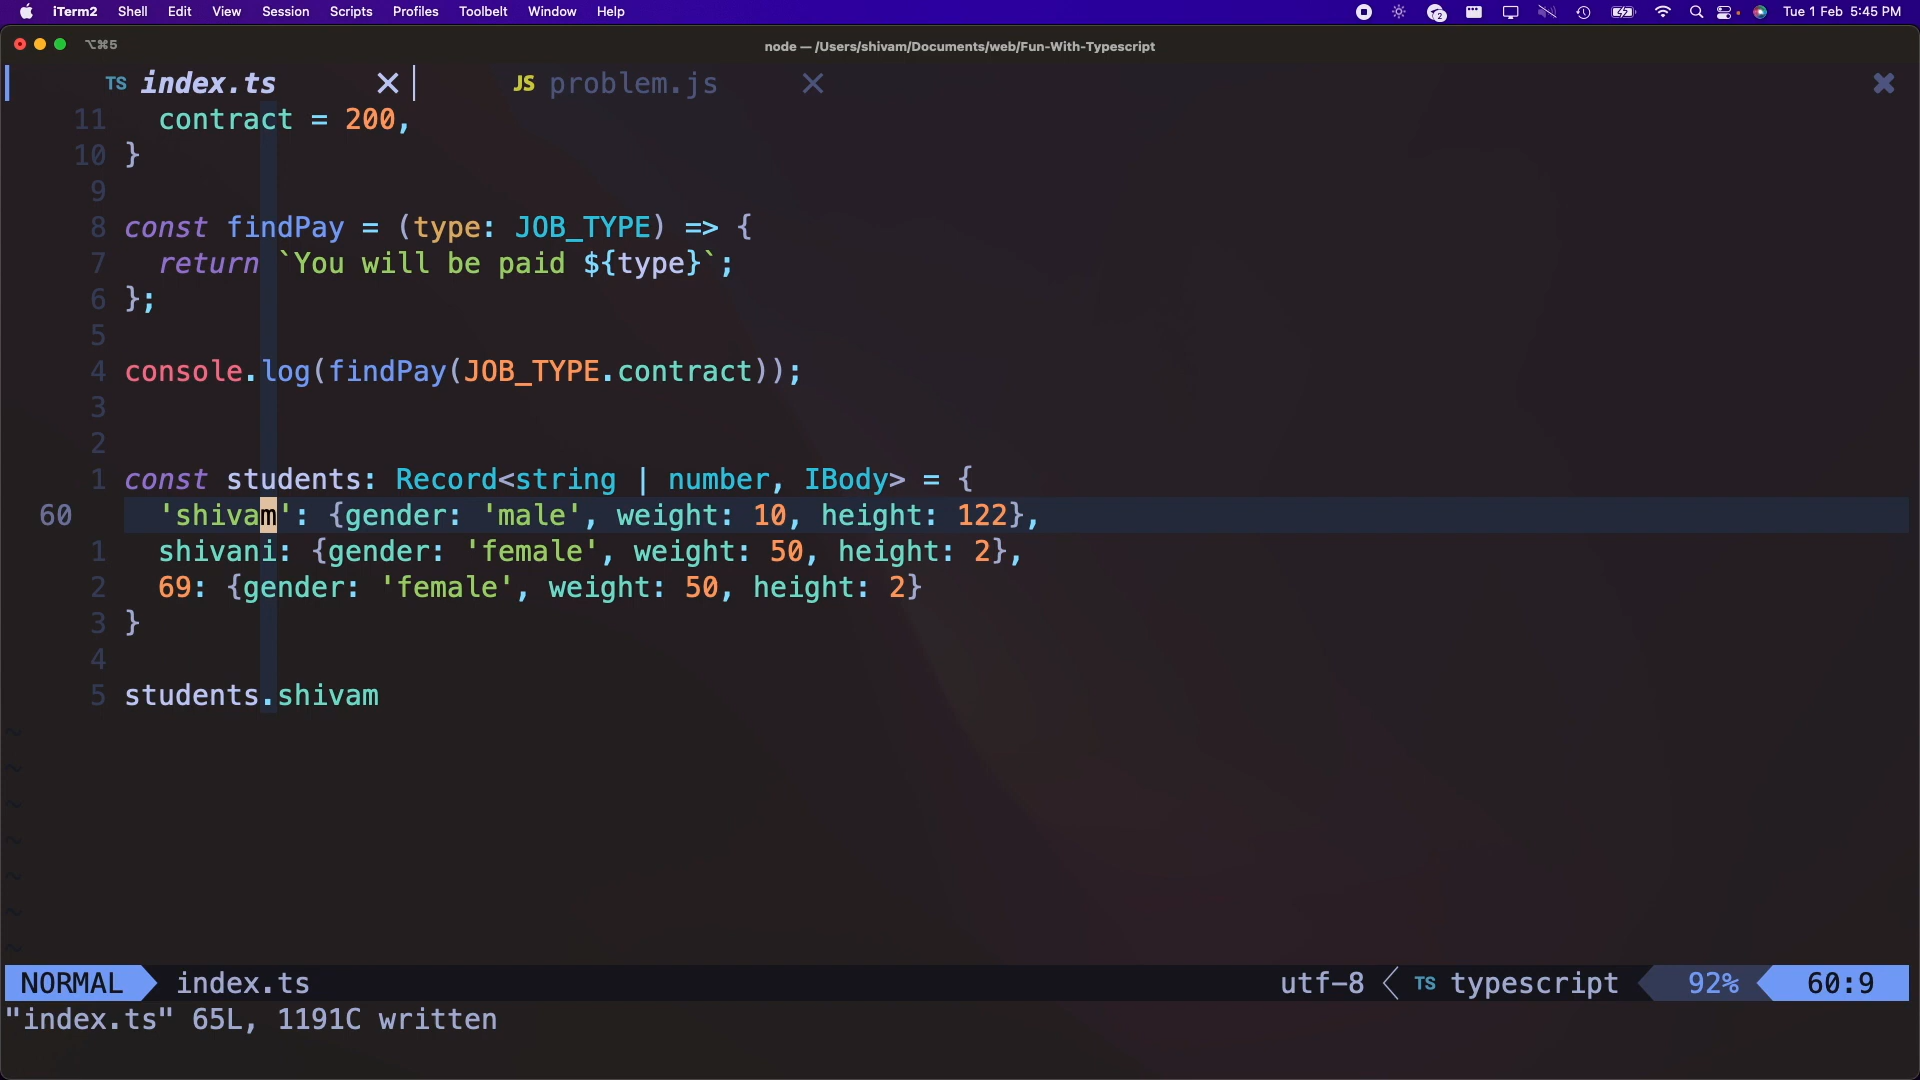 iTerm2 Shell Edit View Session Scripts Profiles Toolbelt Window Help 2 Tue 1 Feb 5:45 PM
⌥⌘5 node — /Users/shivam/Documents/web/Fun-With-Typescript
TS index.ts JS problem.js
11 contract = 200,
10 }
9
8 const findPay = (type: JOB_TYPE) => {
7 return `You will be paid ${type}`;
6 };
5
4 console.log(findPay(JOB_TYPE.contract));
3
2
1 const students: Record<string | number, IBody> = {
60 'shivam': {gender: 'male', weight: 10, height: 122},
1 shivani: {gender: 'female', weight: 50, height: 2},
2 69: {gender: 'female', weight: 50, height: 2}
3 }
4
5 students.shivam
~
~
~
~
~
~
~
NORMAL index.ts utf-8 TS typescript 92% 60:9
"index.ts" 65L, 1191C written